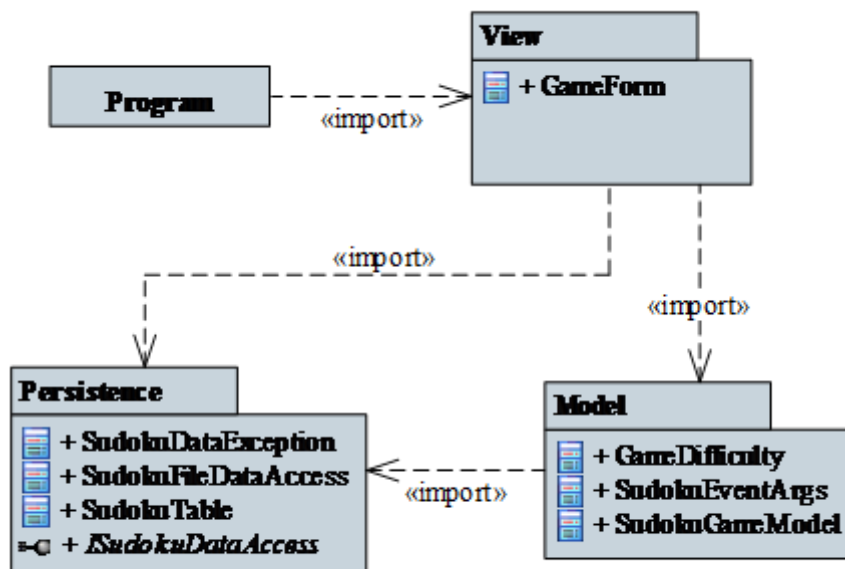 View
+ GameForm
Program
«import»
«import»
«import»
Persistence
+ SudokuDataException
+ SudokuFileDataAccess
+ SudokuTable
+ ISudokuDataAccess
«import»
Model
+ GameDifficulty
+ SudokuEventArgs
+ SudokuGameModel